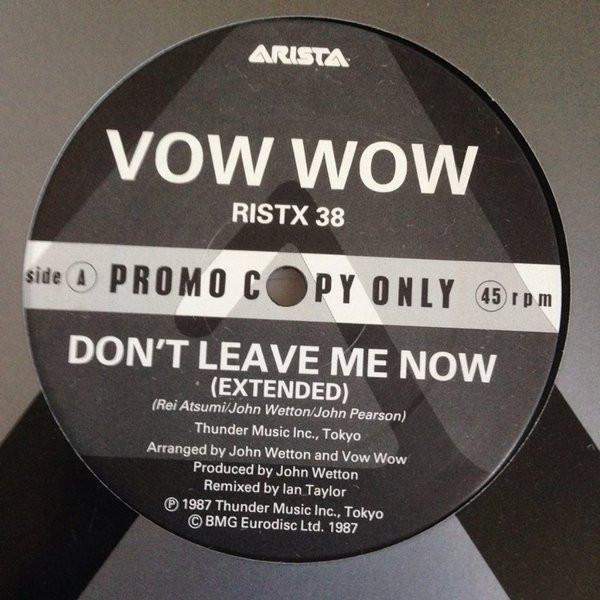 ARISTA
VOW WOW
RISTX 38
side A PROMO C PY ONLY 45 rpm
DON'T LEAVE ME NOW
(EXTENDED)
(Rei Atsumi/John Wetton/John Pearson)
Thunder Music Inc., Tokyo
Arranged by John Wetton and Vow Wow
Produced by John Wetton
Remixed by Ian Taylor
℗ 1987 Thunder Music Inc., Tokyo
© BMG Eurodisc Ltd. 1987